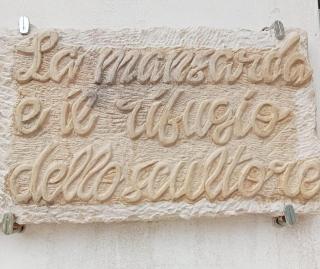 La mansarda
e il rifugio
dello scultore